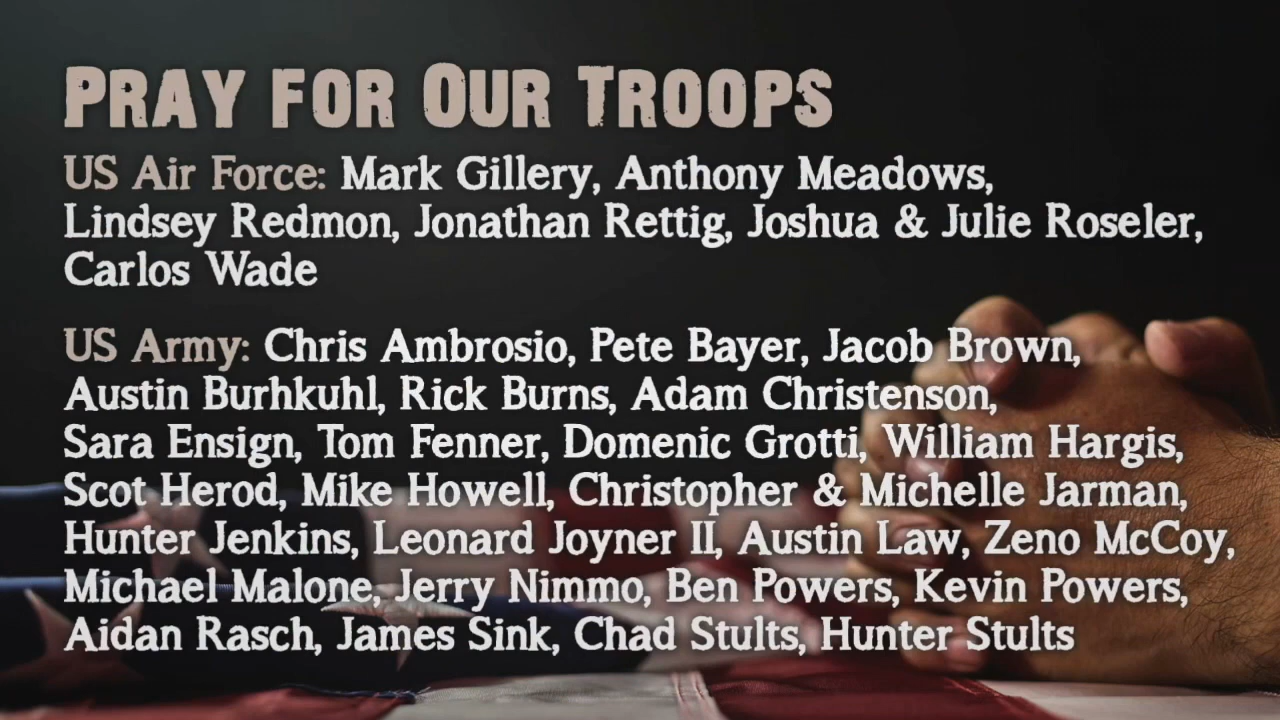 Pray for Our Troops
US Air Force: Mark Gillery, Anthony Meadows,
Lindsey Redmon, Jonathan Rettig, Joshua & Julie Roseler,
Carlos Wade
US Army: Chris Ambrosio, Pete Bayer, Jacob Brown,
Austin Burhkuhl, Rick Burns, Adam Christenson,
Sara Ensign, Tom Fenner, Domenic Grotti, William Hargis,
Scot Herod, Mike Howell, Christopher & Michelle Jarman,
Hunter Jenkins, Leonard Joyner II, Austin Law, Zeno McCoy,
Michael Malone, Jerry Nimmo, Ben Powers, Kevin Powers,
Aidan Rasch, James Sink, Chad Stults, Hunter Stults